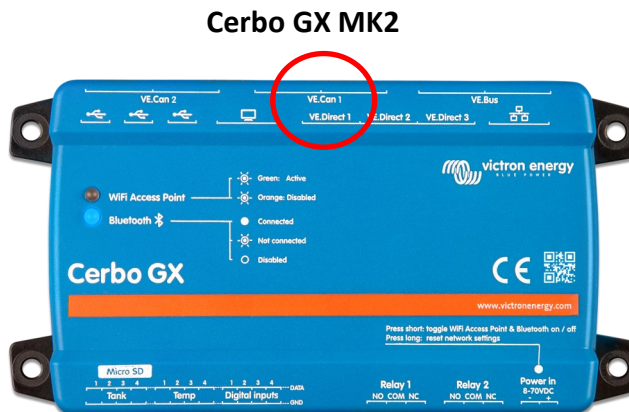 Cerbo GX MK2
VE.Can 2 VE.Can 1 VE.Bus
VE.Direct 1 VE.Direct 2 VE.Direct 3
WiFi Access Point
Green: Active
Orange: Disabled
Bluetooth
Connected
Not connected
Disabled
victron energy
BLUE POWER
Cerbo GX
CE
www.victronenergy.com
Press short: toggle WiFi Access Point & Bluetooth on / off
Press long: reset network settings
Micro SD
1 2 3 4 1 2 3 4 1 2 3 4 DATA
Tank Temp Digital inputs GND
Relay 1 Relay 2 Power in
NO COM NC NO COM NC 8-70VDC
- +